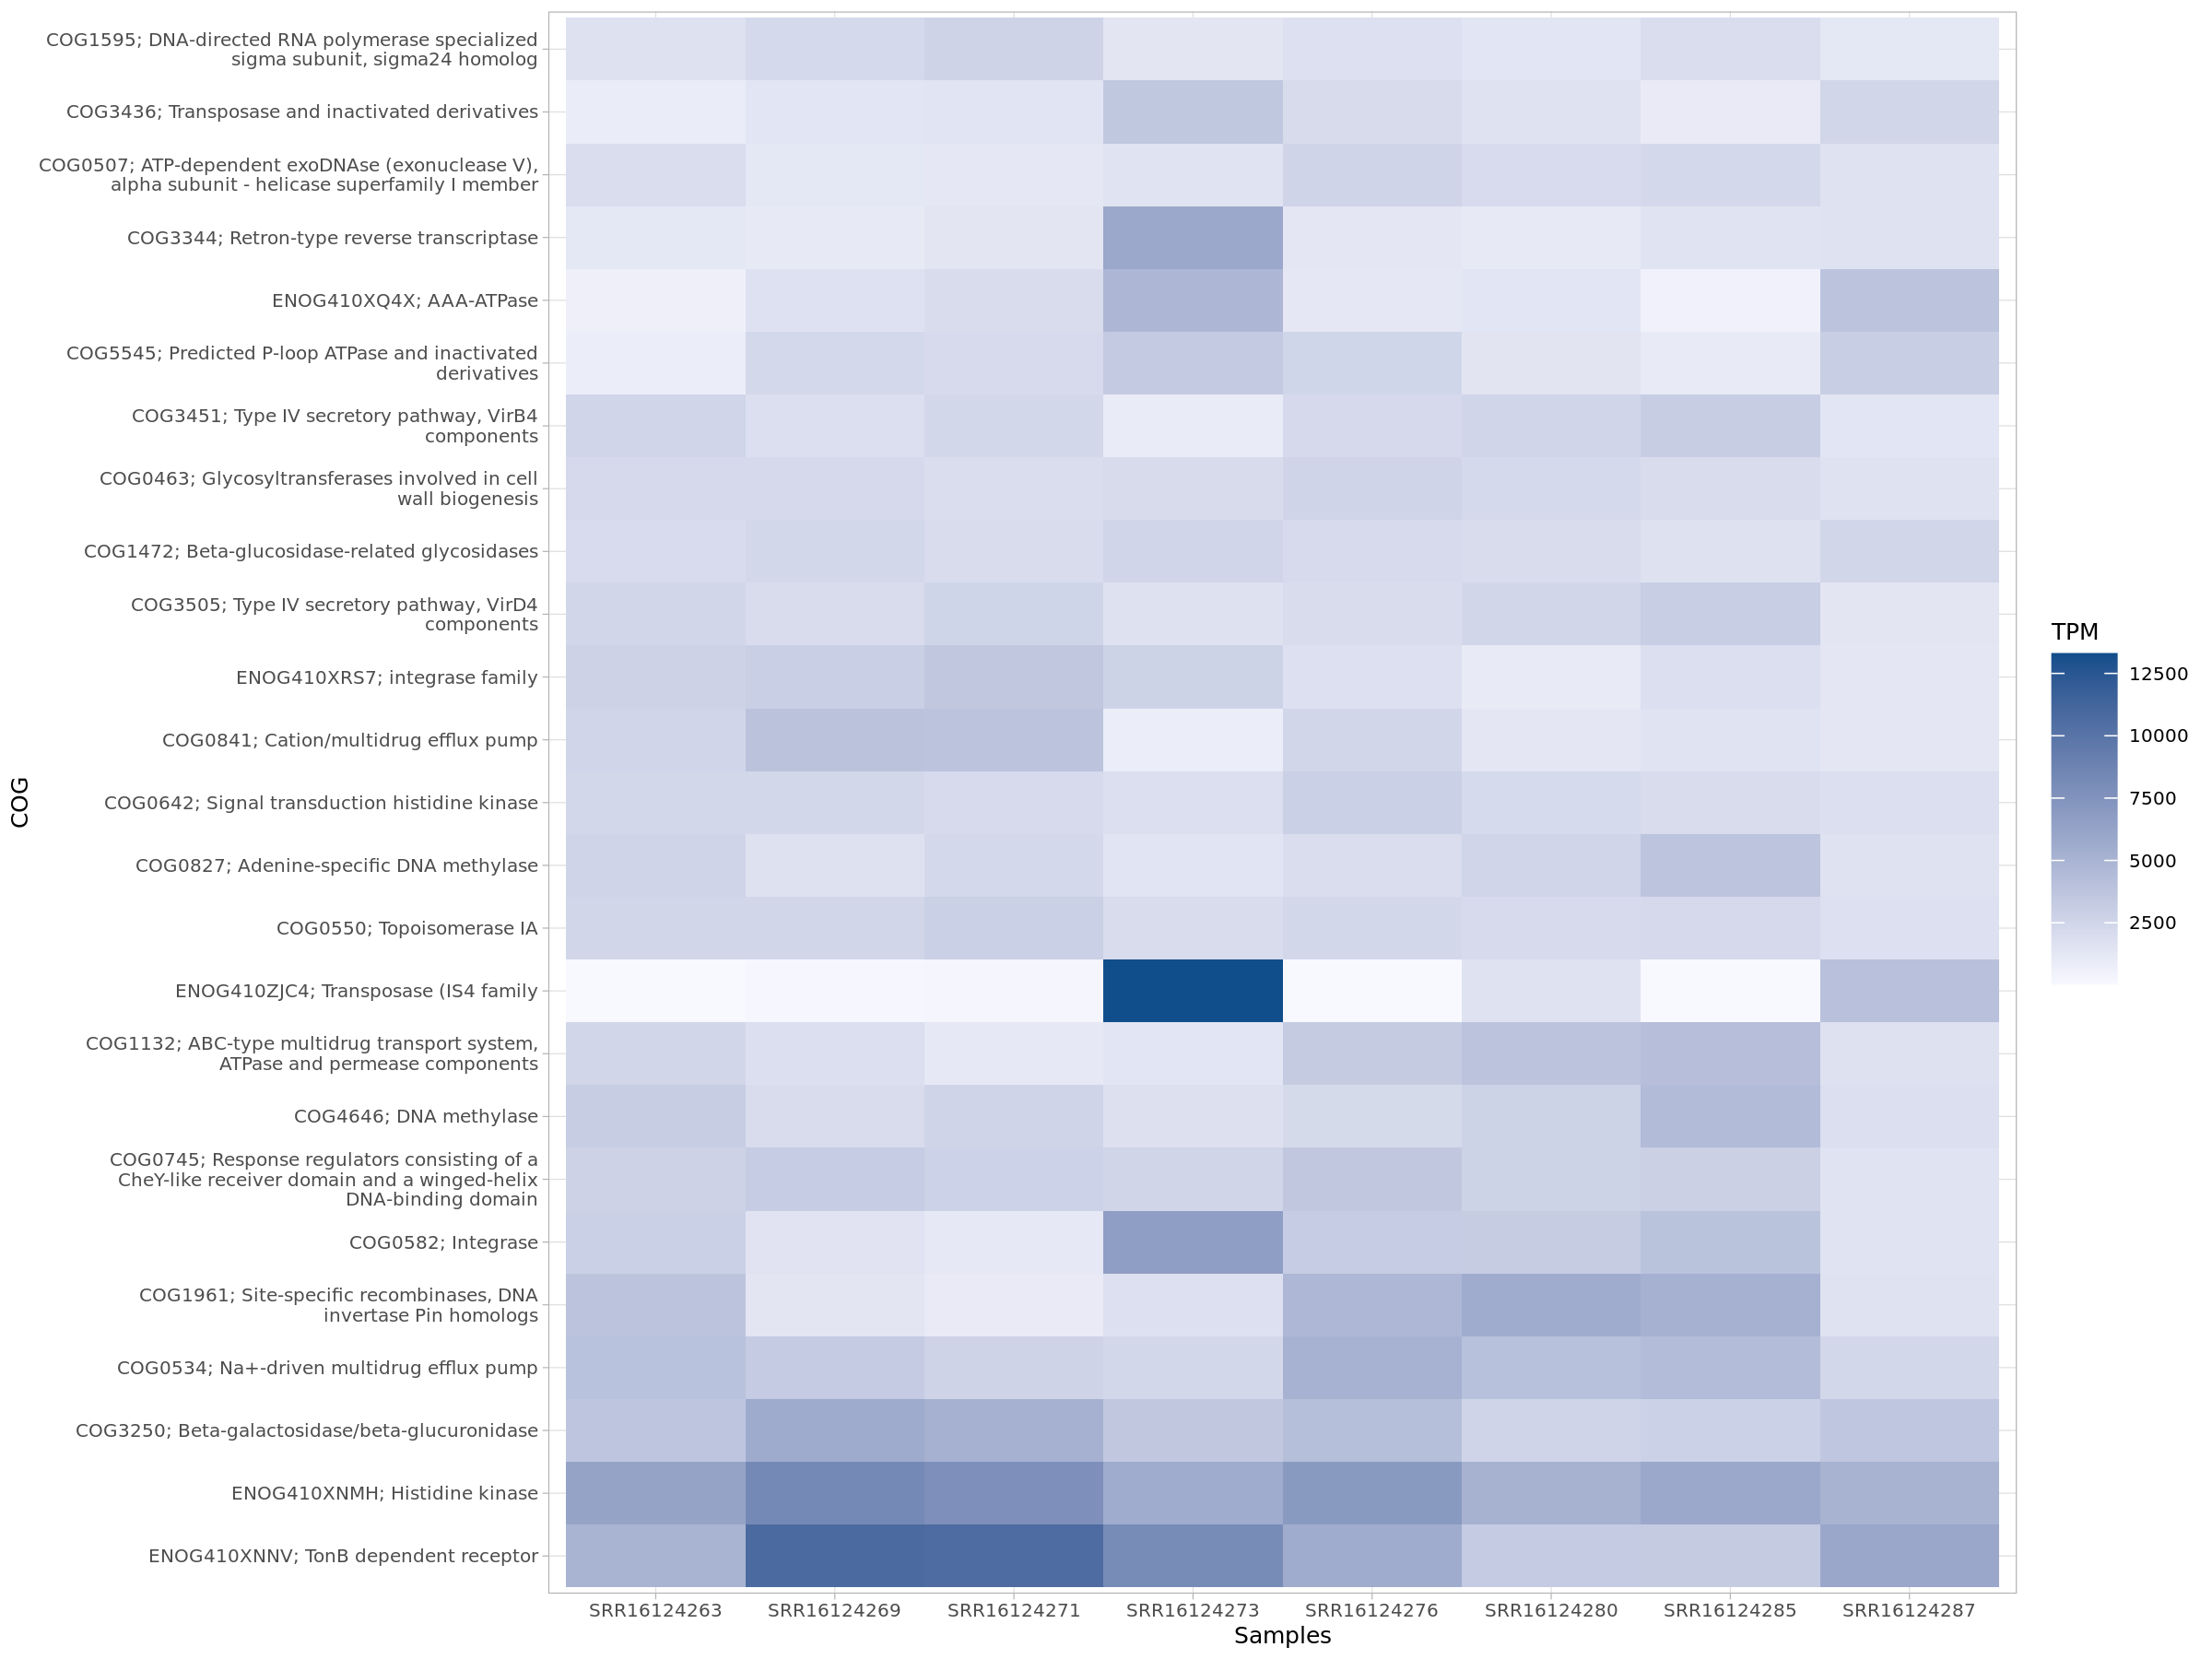 COG1595; DNA-directed RNA polymerase specialized
sigma subunit, sigma24 homolog
COG3436; Transposase and inactivated derivatives
COG0507; ATP-dependent exoDNAse (exonuclease V),
alpha subunit - helicase superfamily I member
COG3344; Retron-type reverse transcriptase
ENOG410XQ4X; AAA-ATPase
COG5545; Predicted P-loop ATPase and inactivated
derivatives
COG3451; Type IV secretory pathway, VirB4
components
COG0463; Glycosyltransferases involved in cell
wall biogenesis
COG1472; Beta-glucosidase-related glycosidases
COG3505; Type IV secretory pathway, VirD4
components
ENOG410XRS7; integrase family
COG0841; Cation/multidrug efflux pump
COG0642; Signal transduction histidine kinase
COG0827; Adenine-specific DNA methylase
COG0550; Topoisomerase IA
ENOG410ZJC4; Transposase (IS4 family
COG1132; ABC-type multidrug transport system,
ATPase and permease components
COG4646; DNA methylase
COG0745; Response regulators consisting of a
CheY-like receiver domain and a winged-helix
DNA-binding domain
COG0582; Integrase
COG1961; Site-specific recombinases, DNA
invertase Pin homologs
COG0534; Na+-driven multidrug efflux pump
COG3250; Beta-galactosidase/beta-glucuronidase
ENOG410XNMH; Histidine kinase
ENOG410XNNV; TonB dependent receptor
COG
SRR16124263 SRR16124269 SRR16124271 SRR16124273 SRR16124276 SRR16124280 SRR16124285 SRR16124287
Samples
TPM
12500
10000
7500
5000
2500